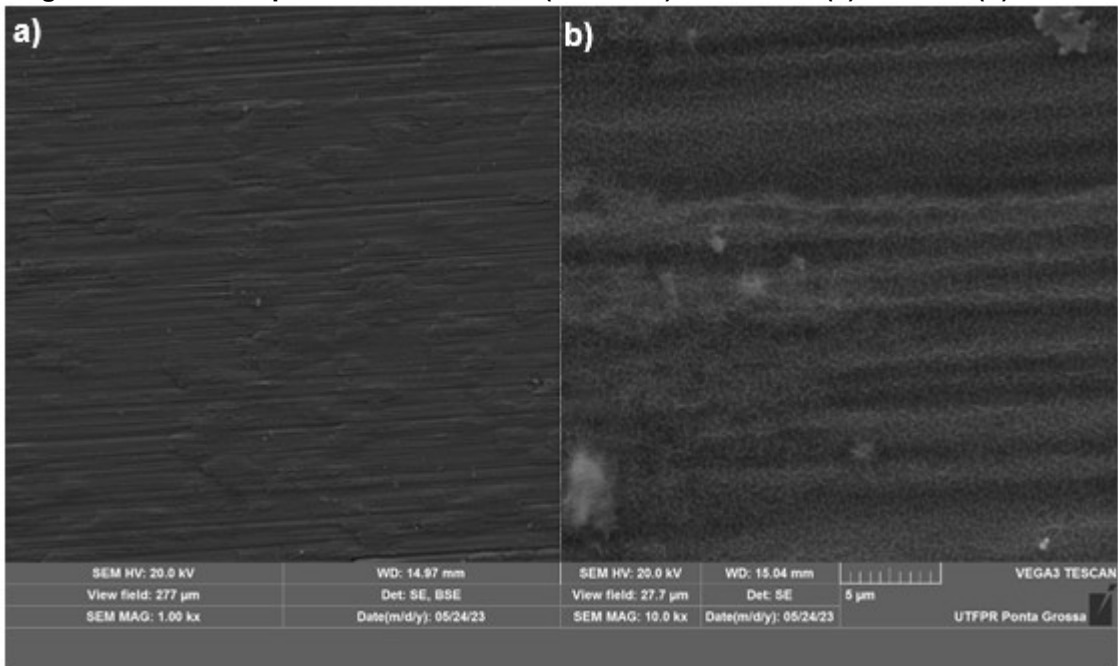 a)
b)
SEM HV: 20.0 kV
WD: 14.97 mm
View field: 277 µm
Det: SE, BSE
SEM MAG: 1.00 kx
Date(m/d/y): 05/24/23
SEM HV: 20.0 kV
WD: 15.04 mm
VEGA3 TESCAN
View field: 27.7 µm
Det: SE
5 µm
SEM MAG: 10.0 kx
Date(m/d/y): 05/24/23
UTFPR Ponta Grossa